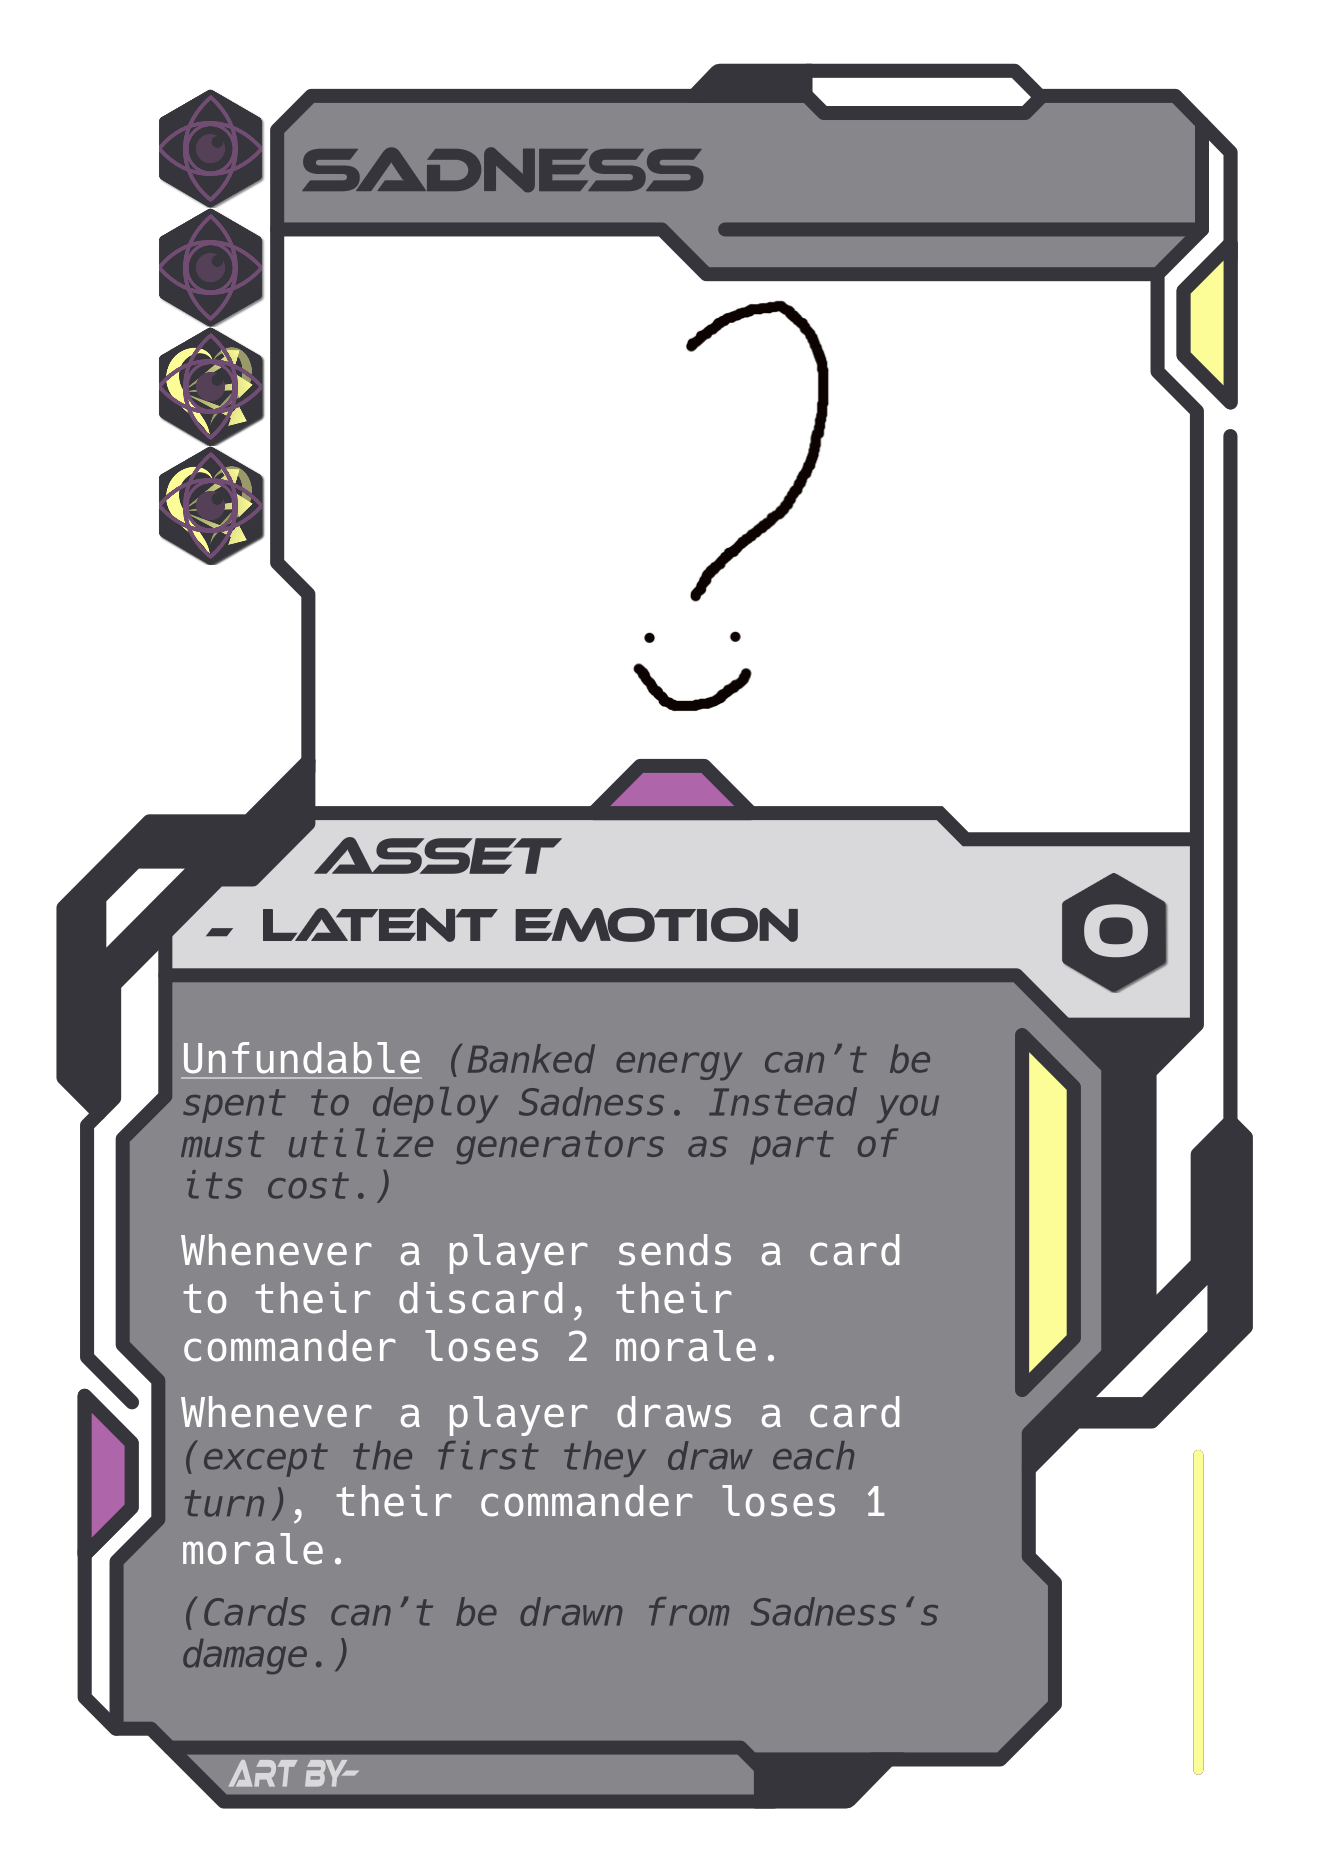 SADNESS
ASSET
- LATENT EMOTION
0
Unfundable (Banked energy can’t be
spent to deploy Sadness. Instead you
must utilize generators as part of
its cost.)
Whenever a player sends a card
to their discard, their
commander loses 2 morale.
Whenever a player draws a card
(except the first they draw each
turn), their commander loses 1
morale.
(Cards can’t be drawn from Sadness‘s
damage.)
ART BY-